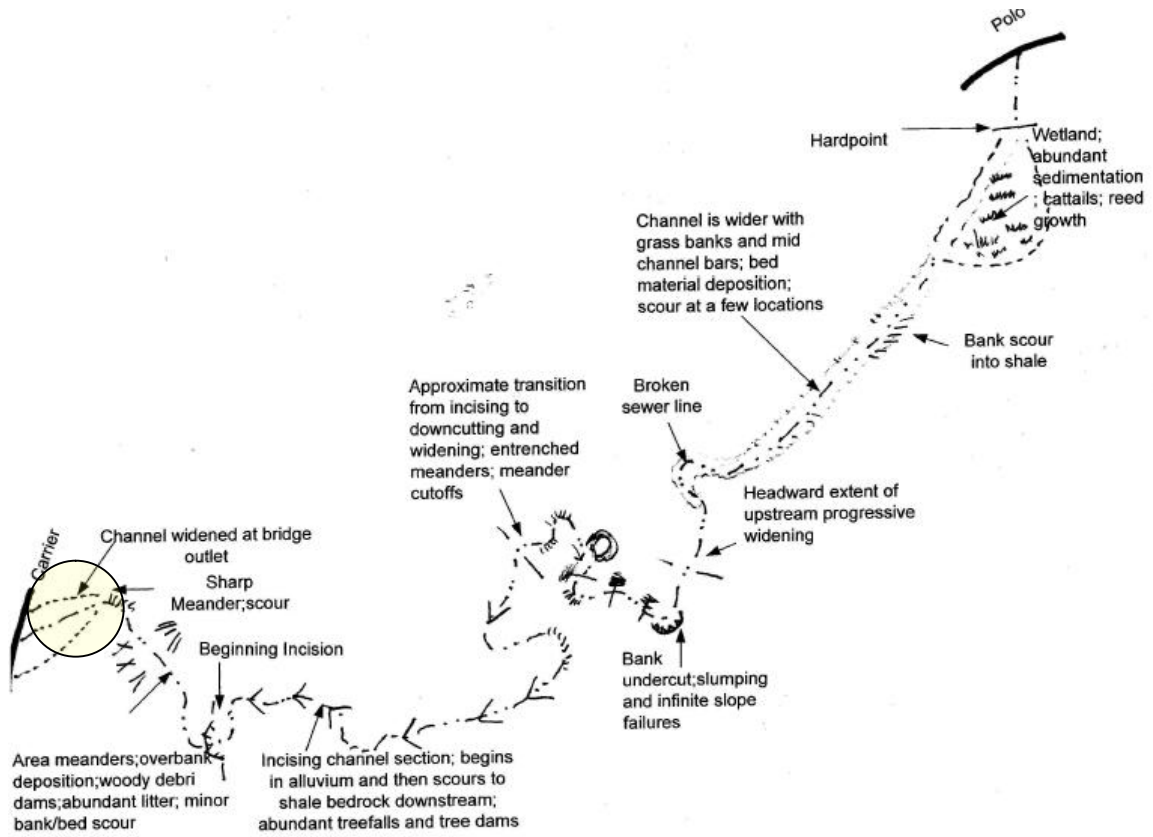 Polo
Hardpoint
Wetland;
abundant
sedimentation
; cattails; reed
growth
Channel is wider with
grass banks and mid
channel bars; bed
material deposition;
scour at a few locations
Bank scour
into shale
Approximate transition
from incising to
downcutting and
widening; entrenched
meanders; meander
cutoffs
Broken
sewer line
Headward extent of
upstream progressive
widening
Carrier
Channel widened at bridge
outlet
Sharp
Meander;scour
Beginning Incision
Bank
undercut;slumping
and infinite slope
failures
Area meanders;overbank
deposition;woody debri
dams;abundant litter; minor
bank/bed scour
Incising channel section; begins
in alluvium and then scours to
shale bedrock downstream;
abundant treefalls and tree dams